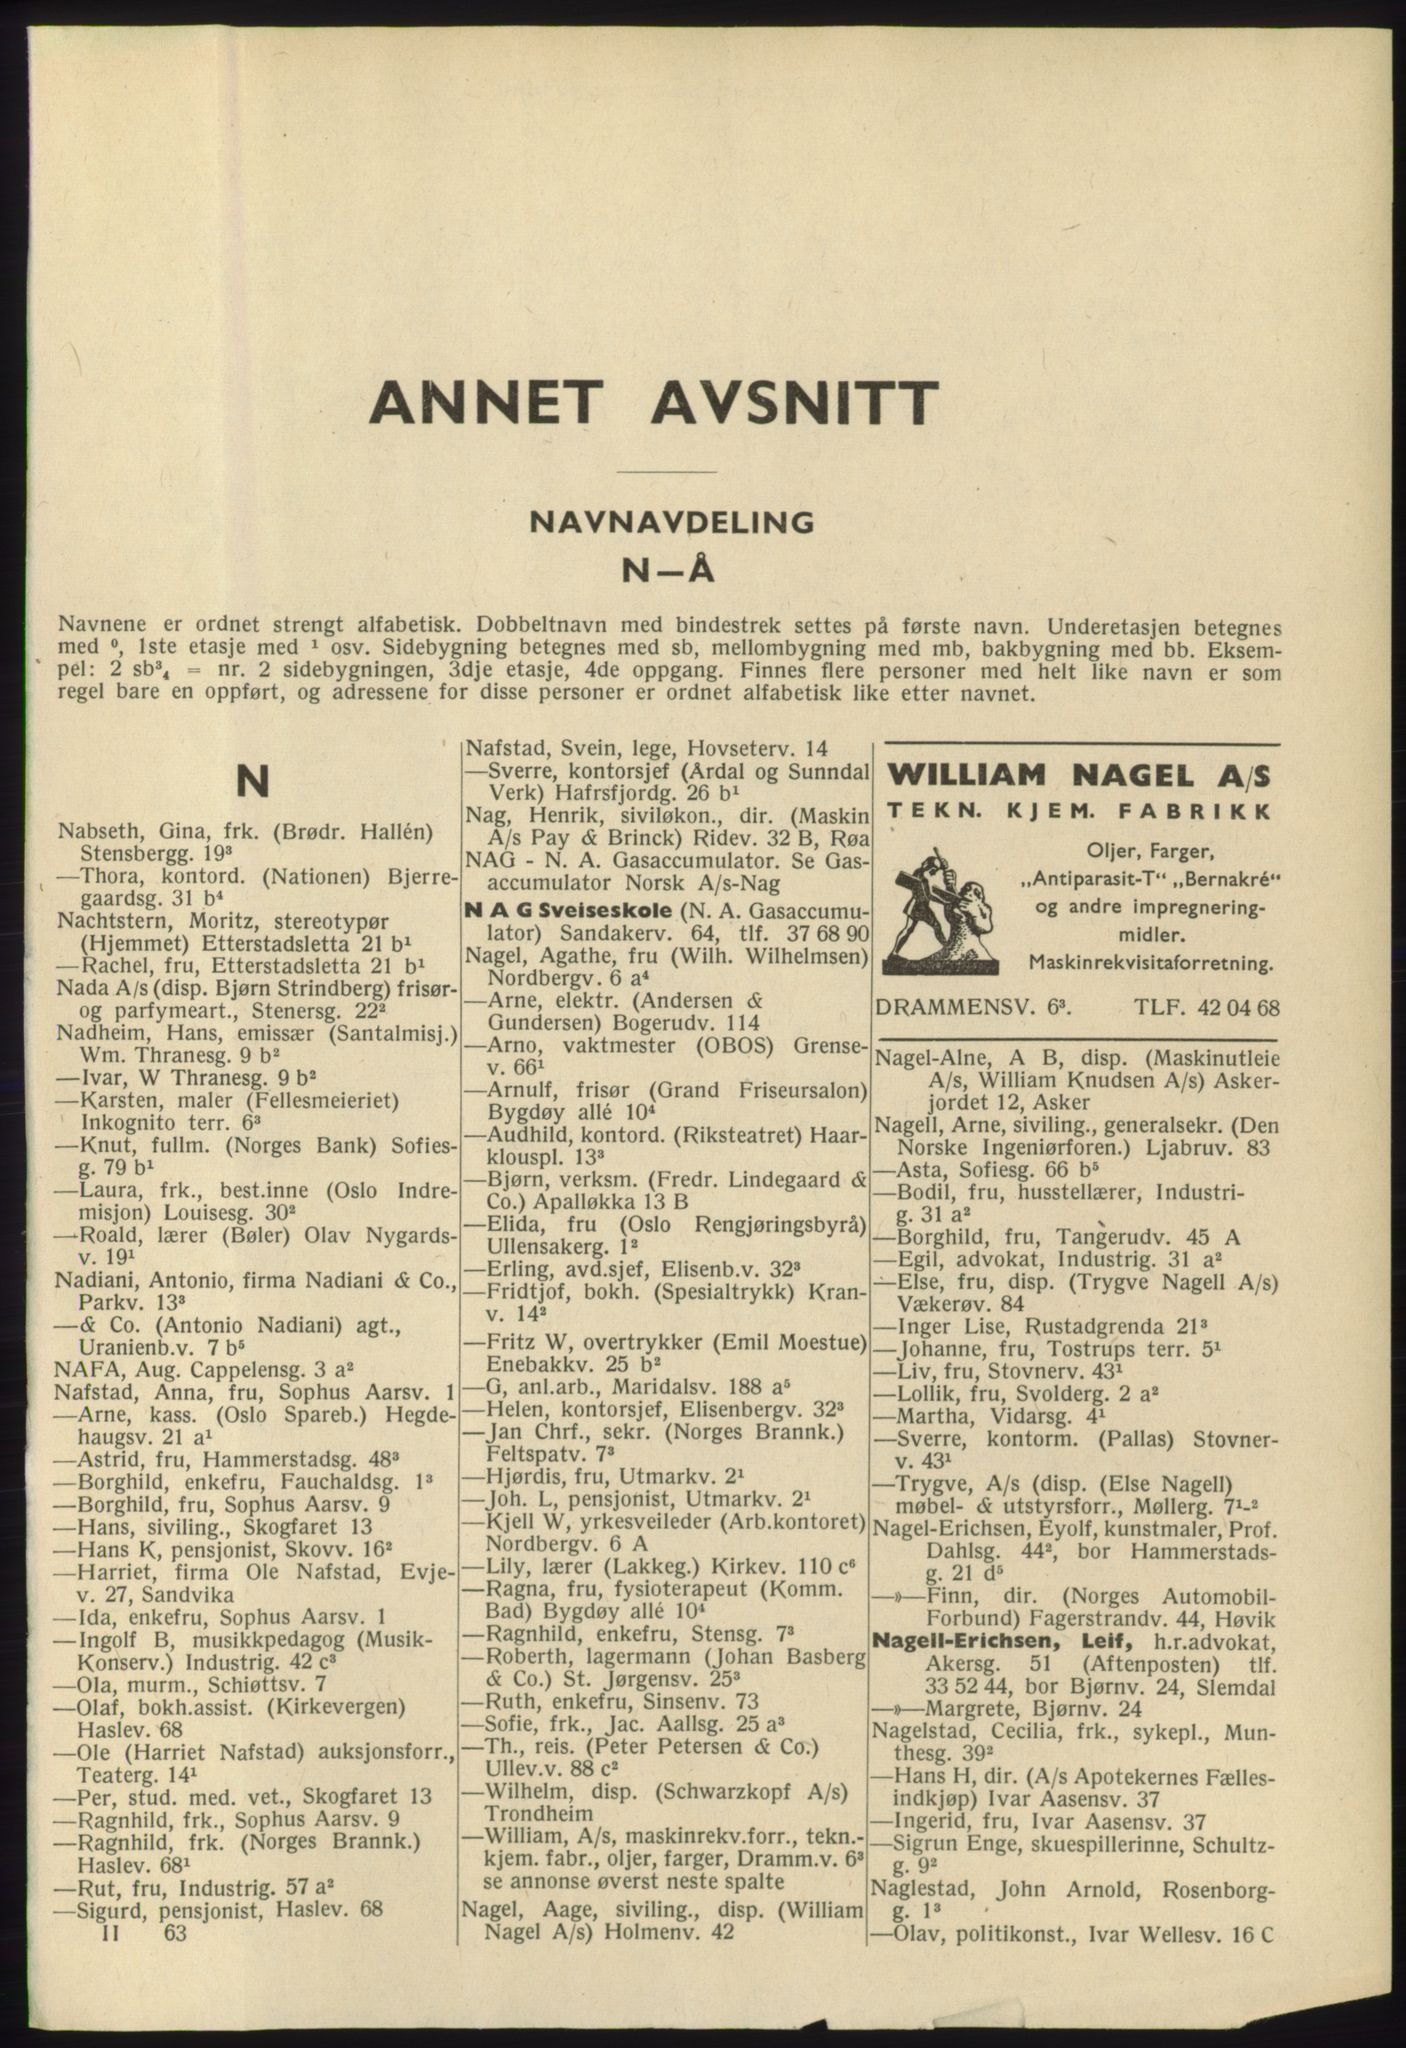 ANNET AVSNITT
NAVNAVDELING
N—Å
Navnene er ordnet strengt alfabetisk. Dobbeltnavn med bindestrek settes på første navn. Underetasjen betegnes
med ⁰, 1ste etasje med ¹ osv. Sidebygning betegnes med sb, mellombygning med mb, bakbygning med bb. Eksem-
pel: 2 sb³₄ = nr. 2 sidebygningen, 3dje etasje, 4de oppgang. Finnes flere personer med helt like navn er som
regel bare en oppført, og adressene for disse personer er ordnet alfabetisk like etter navnet.
N
Nabseth, Gina, frk. (Brødr. Hallén)
Stensbergg. 19³
—Thora, kontord. (Nationen) Bjerre-
gaardsg. 31 b⁴
Nachtstern, Moritz, stereotypør
(Hjemmet) Etterstadsletta 21 b¹
—Rachel, fru, Etterstadsletta 21 b¹
Nada A/s (disp. Bjørn Strindberg) frisør-
og parfymeart., Stenersg. 22²
Nadheim, Hans, emissær (Santalmisj.)
Wm. Thranesg. 9 b²
—Ivar, W Thranesg. 9 b²
—Karsten, maler (Fellesmeieriet)
Inkognito terr. 6³
—Knut, fullm. (Norges Bank) Sofies-
g. 79 b¹
—Laura, frk., best.inne (Oslo Indre-
misjon) Louisesg. 30²
—Roald, lærer (Bøler) Olav Nygards-
v. 19¹
Nadiani, Antonio, firma Nadiani & Co.,
Parkv. 13³
—& Co. (Antonio Nadiani) agt.,
Uranienb.v. 7 b⁵
NAFA, Aug. Cappelensg. 3 a²
Nafstad, Anna, fru, Sophus Aarsv. 1
—Arne, kass. (Oslo Spareb.) Hegde-
haugsv. 21 a¹
—Astrid, fru, Hammerstadsg. 48³
—Borghild, enkefru, Fauchaldsg. 1³
—Borghild, fru, Sophus Aarsv. 9
—Hans, siviling., Skogfaret 13
—Hans K, pensjonist, Skovv. 16²
—Harriet, firma Ole Nafstad, Evje-
v. 27, Sandvika
—Ida, enkefru, Sophus Aarsv. 1
—Ingolf B, musikkpedagog (Musik-
Konserv.) Industrig. 42 c³
—Ola, murm., Schiøttsv. 7
—Olaf, bokh.assist. (Kirkevergen)
Haslev. 68
—Ole (Harriet Nafstad) auksjonsforr.,
Teaterg. 14¹
—Per, stud. med. vet., Skogfaret 13
—Ragnhild, frk., Sophus Aarsv. 9
—Ragnhild, frk. (Norges Brannk.)
Haslev. 68¹
—Rut, fru, Industrig. 57 a²
—Sigurd, pensjonist, Haslev. 68
II 63
Nafstad, Svein, lege, Hovseterv. 14
—Sverre, kontorsjef (Årdal og Sunndal
Verk) Hafrsfjordg. 26 b¹
Nag, Henrik, siviløkon., dir. (Maskin
A/s Pay & Brinck) Ridev. 32 B, Røa
NAG - N. A. Gasaccumulator. Se Gas-
accumulator Norsk A/s-Nag
N A G Sveiseskole (N. A. Gasaccumu-
lator) Sandakerv. 64, tlf. 37 68 90
Nagel, Agathe, fru (Wilh. Wilhelmsen)
Nordbergv. 6 a⁴
—Arne, elektr. (Andersen &
Gundersen) Bogerudv. 114
—Arno, vaktmester (OBOS) Grense-
v. 66¹
—Arnulf, frisør (Grand Friseursalon)
Bygdøy allé 10⁴
—Audhild, kontord. (Riksteatret) Haar-
klouspl. 13³
—Bjørn, verksm. (Fredr. Lindegaard &
Co.) Apalløkka 13 B
—Elida, fru (Oslo Rengjøringsbyrå)
Ullensakerg. 1²
—Erling, avd.sjef, Elisenb.v. 32³
—Fridtjof, bokh. (Spesialtrykk) Kran-
v. 14²
—Fritz W, overtrykker (Emil Moestue)
Enebakkv. 25 b²
—G, anl.arb., Maridalsv. 188 a⁵
—Helen, kontorsjef, Elisenbergv. 32³
—Jan Chrf., sekr. (Norges Brannk.)
Feltspatv. 7³
—Hjørdis, fru, Utmarkv. 2¹
—Joh. L, pensjonist, Utmarkv. 2¹
—Kjell W, yrkesveileder (Arb.kontoret)
Nordbergv. 6 A
—Lily, lærer (Lakkeg.) Kirkev. 110 c⁶
—Ragna, fru, fysioterapeut (Komm.
Bad) Bygdøy allé 10⁴
—Ragnhild, enkefru, Stensg. 7³
—Roberth, lagermann (Johan Basberg
& Co.) St. Jørgensv. 25³
—Ruth, enkefru, Sinsenv. 73
—Sofie, frk., Jac. Aallsg. 25 a³
—Th., reis. (Peter Petersen & Co.)
Ullev.v. 88 c²
—Wilhelm, disp. (Schwarzkopf A/s)
Trondheim
—William, A/s, maskinrekv.forr., tekn.-
kjem. fabr., oljer, farger, Dramm.v. 6³
se annonse øverst neste spalte
Nagel, Aage, siviling., disp. (William
Nagel A/s) Holmenv. 42
WILLIAM NAGEL A/S
TEKN. KJEM. FABRIKK
Oljer, Farger,
„Antiparasit-T“ „Bernakré“
og andre impregnering-
midler.
Maskinrekvisitaforretning.
DRAMMENSV. 6³. TLF. 42 04 68
Nagel-Alne, A B, disp. (Maskinutleie
A/s, William Knudsen A/s) Asker-
jordet 12, Asker
Nagell, Arne, siviling., generalsekr. (Den
Norske Ingeniørforen.) Ljabruv. 83
—Asta, Sofiesg. 66 b⁵
—Bodil, fru, husstellærer, Industri-
g. 31 a²
—Borghild, fru, Tangerudv. 45 A
—Egil, advokat, Industrig. 31 a²
—Else, fru, disp. (Trygve Nagell A/s)
Vækerøv. 84
—Inger Lise, Rustadgrenda 21³
—Johanne, fru, Tostrups terr. 5¹
—Liv, fru, Stovnerv. 43¹
—Lollik, fru, Svolderg. 2 a²
—Martha, Vidarsg. 4¹
—Sverre, kontorm. (Pallas) Stovner-
v. 43¹
—Trygve, A/s (disp. (Else Nagell)
møbel- & utstyrsforr., Møllerg. 7¹-²
Nagel-Erichsen, Eyolf, kunstmaler, Prof.
Dahlsg. 44², bor Hammerstads-
g. 21 d⁵
—»—Finn, dir. (Norges Automobil-
Forbund) Fagerstrandv. 44, Høvik
Nagell-Erichsen, Leif, h.r.advokat,
Akersg. 51 (Aftenposten) tlf.
33 52 44, bor Bjørnv. 24, Slemdal
—»—Margrete, Bjørnv. 24
Nagelstad, Cecilia, frk., sykepl., Mun-
thesg. 39²
—Hans H, dir. (A/s Apotekernes Fælles-
indkjøp) Ivar Aasensv. 37
—Ingerid, fru, Ivar Aasensv. 37
—Sigrun Enge, skuespillerinne, Schultz-
g. 9²
Naglestad, John Arnold, Rosenborg-
g. 1³
—Olav, politikonst., Ivar Wellesv. 16 C